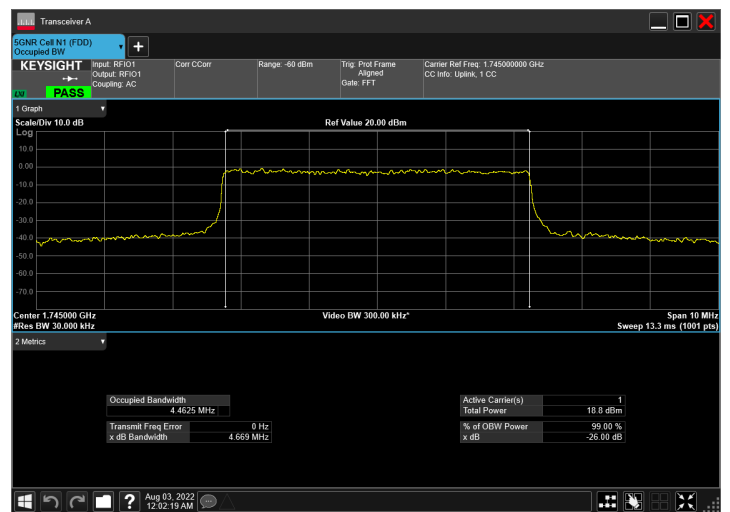 Transceiver A
5GNR Cell N1 (FDD)
Occupied BW
KEYSIGHT
LXI
PASS
Input: RFIO1
Output: RFIO1
Coupling: AC
Corr CCorr
Range: -60 dBm
Trig: Prot Frame
Aligned
Gate: FFT
Carrier Ref Freq: 1.745000000 GHz
CC Info: Uplink, 1 CC
1 Graph
Scale/Div 10.0 dB
Ref Value 20.00 dBm
Log
10.0
0.00
-10.0
-20.0
-30.0
-40.0
-50.0
-60.0
-70.0
Center 1.745000 GHz
Video BW 300.00 kHz*
Span 10 MHz
#Res BW 30.000 kHz
Sweep 13.3 ms (1001 pts)
2 Metrics
Occupied Bandwidth
4.4625 MHz
Transmit Freq Error 0 Hz
x dB Bandwidth 4.669 MHz
Active Carrier(s) 1
Total Power 18.8 dBm
% of OBW Power 99.00 %
x dB -26.00 dB
?
Aug 03, 2022
12:02:19 AM